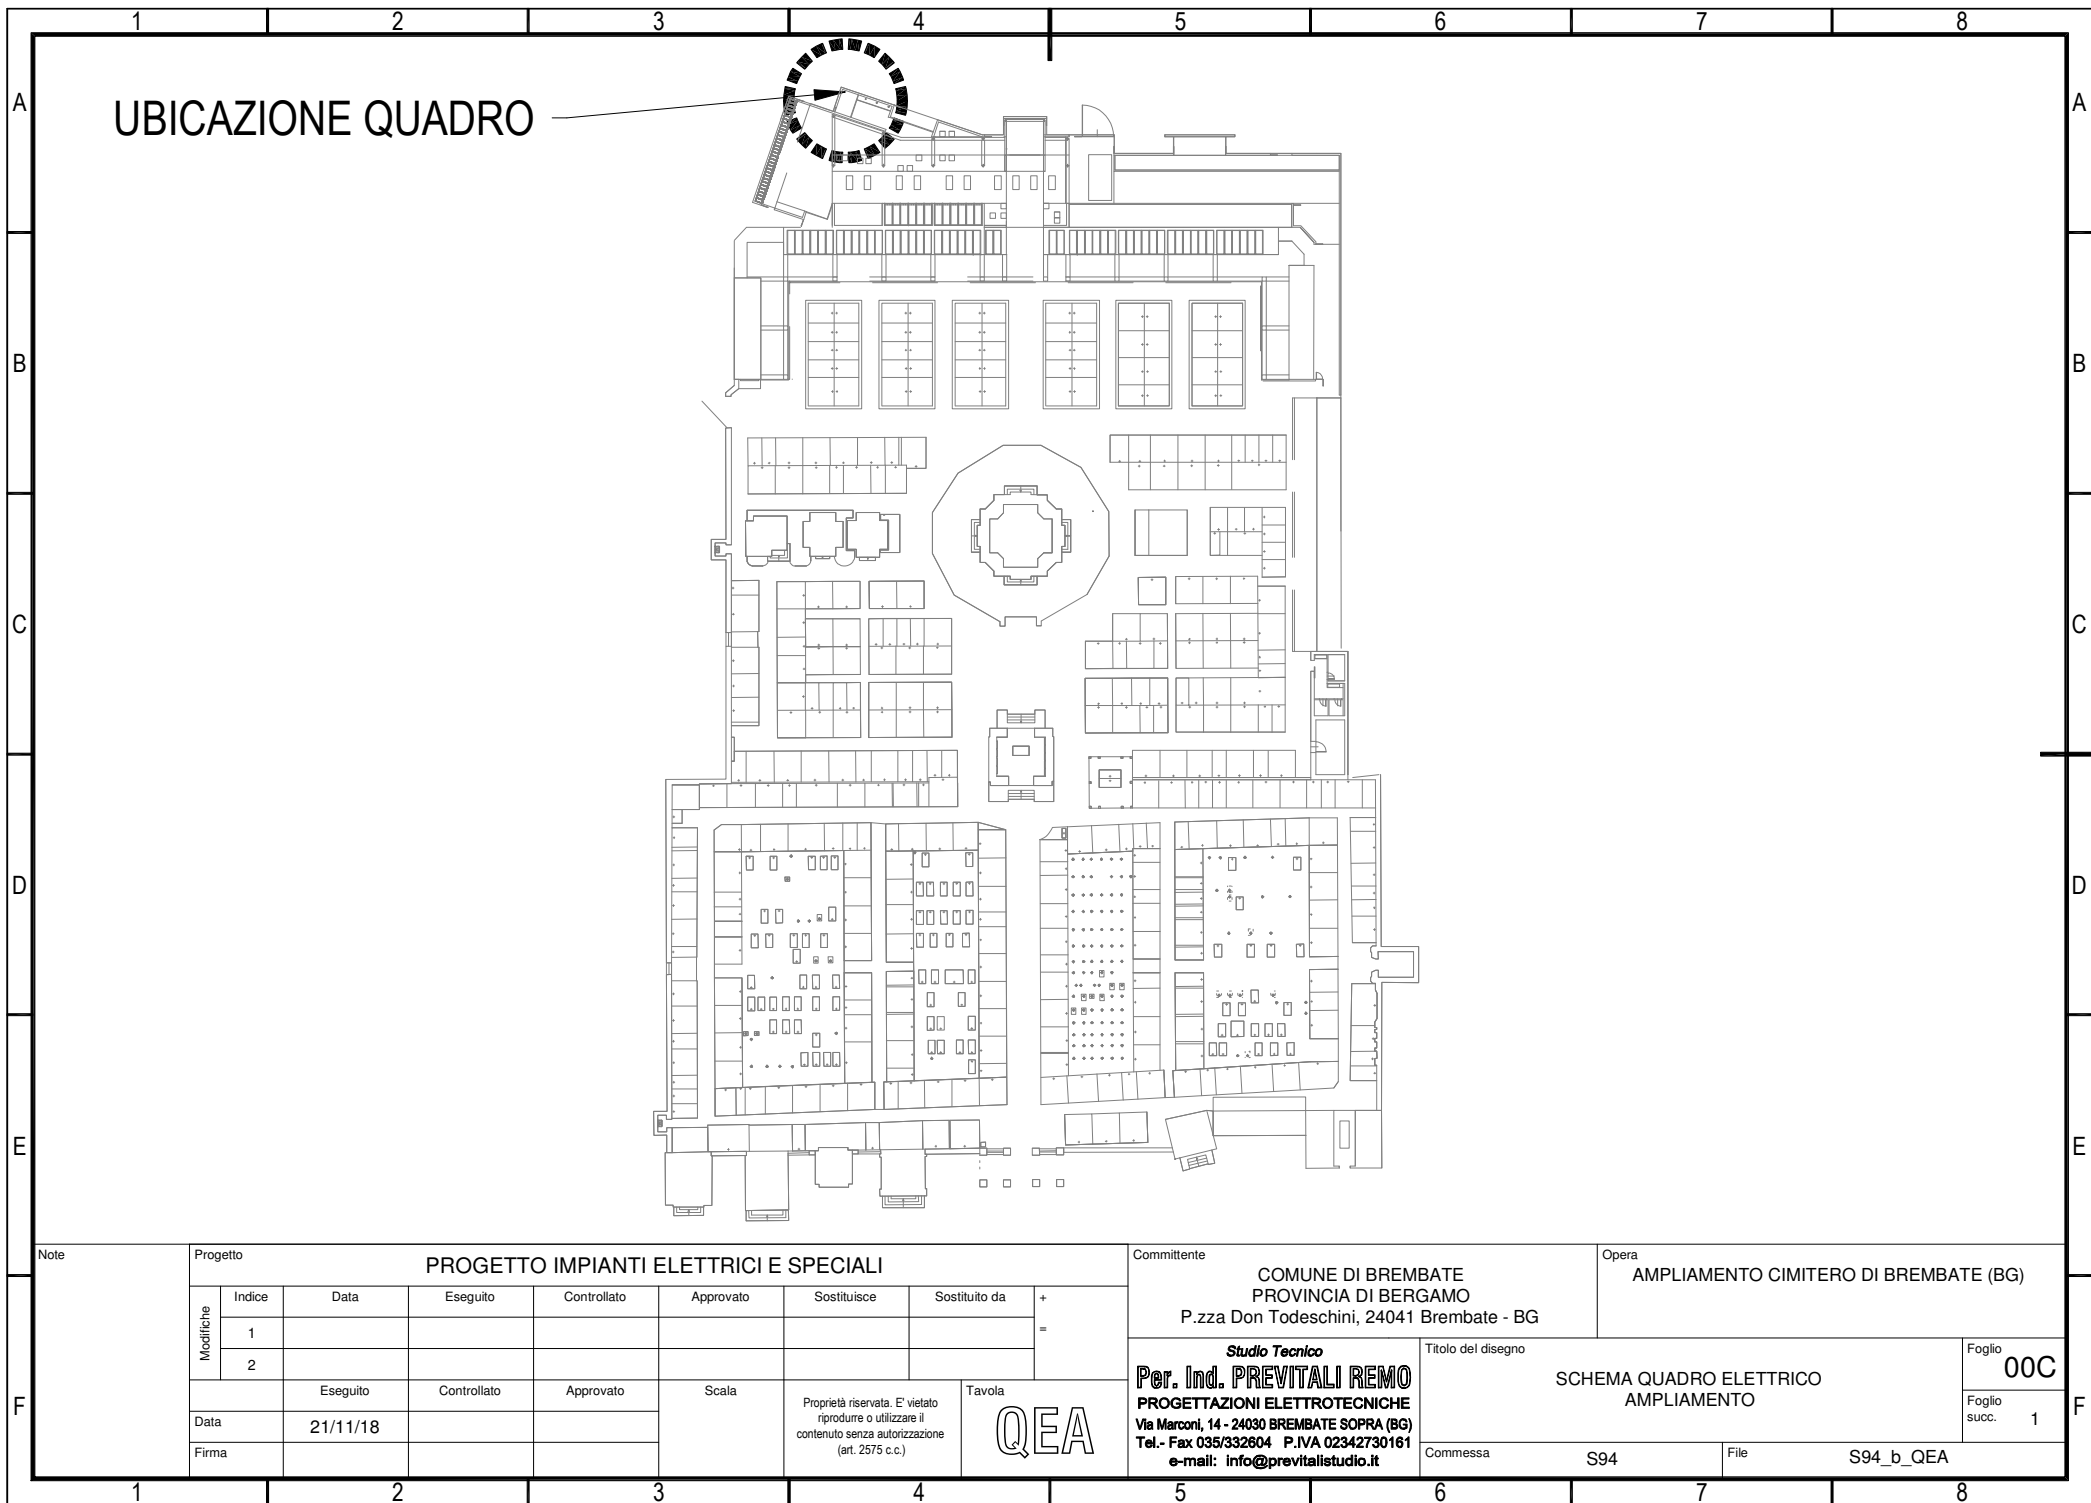 1 2 3 4 5 6 7 8
A A
UBICAZIONE QUADRO
B B
C C
D D
E E
F F
Note
Progetto
PROGETTO IMPIANTI ELETTRICI E SPECIALI
Modifiche
Indice Data Eseguito Controllato Approvato Sostituisce Sostituito da +
1 =
2
Eseguito Controllato Approvato Scala
Data 21/11/18
Firma
Proprietà riservata. E' vietato
riprodurre o utilizzare il
contenuto senza autorizzazione
(art. 2575 c.c.)
Tavola
QEA
Committente
COMUNE DI BREMBATE
PROVINCIA DI BERGAMO
P.zza Don Todeschini, 24041 Brembate - BG
Opera
AMPLIAMENTO CIMITERO DI BREMBATE (BG)
Studio Tecnico
Per. Ind. PREVITALI REMO
PROGETTAZIONI ELETTROTECNICHE
Via Marconi, 14 - 24030 BREMBATE SOPRA (BG)
Tel.- Fax 035/332604 P.IVA 02342730161
e-mail: info@previtalistudio.it
Titolo del disegno
SCHEMA QUADRO ELETTRICO
AMPLIAMENTO
Foglio
00C
Foglio
succ. 1
Commessa S94
File S94_b_QEA
1 2 3 4 5 6 7 8